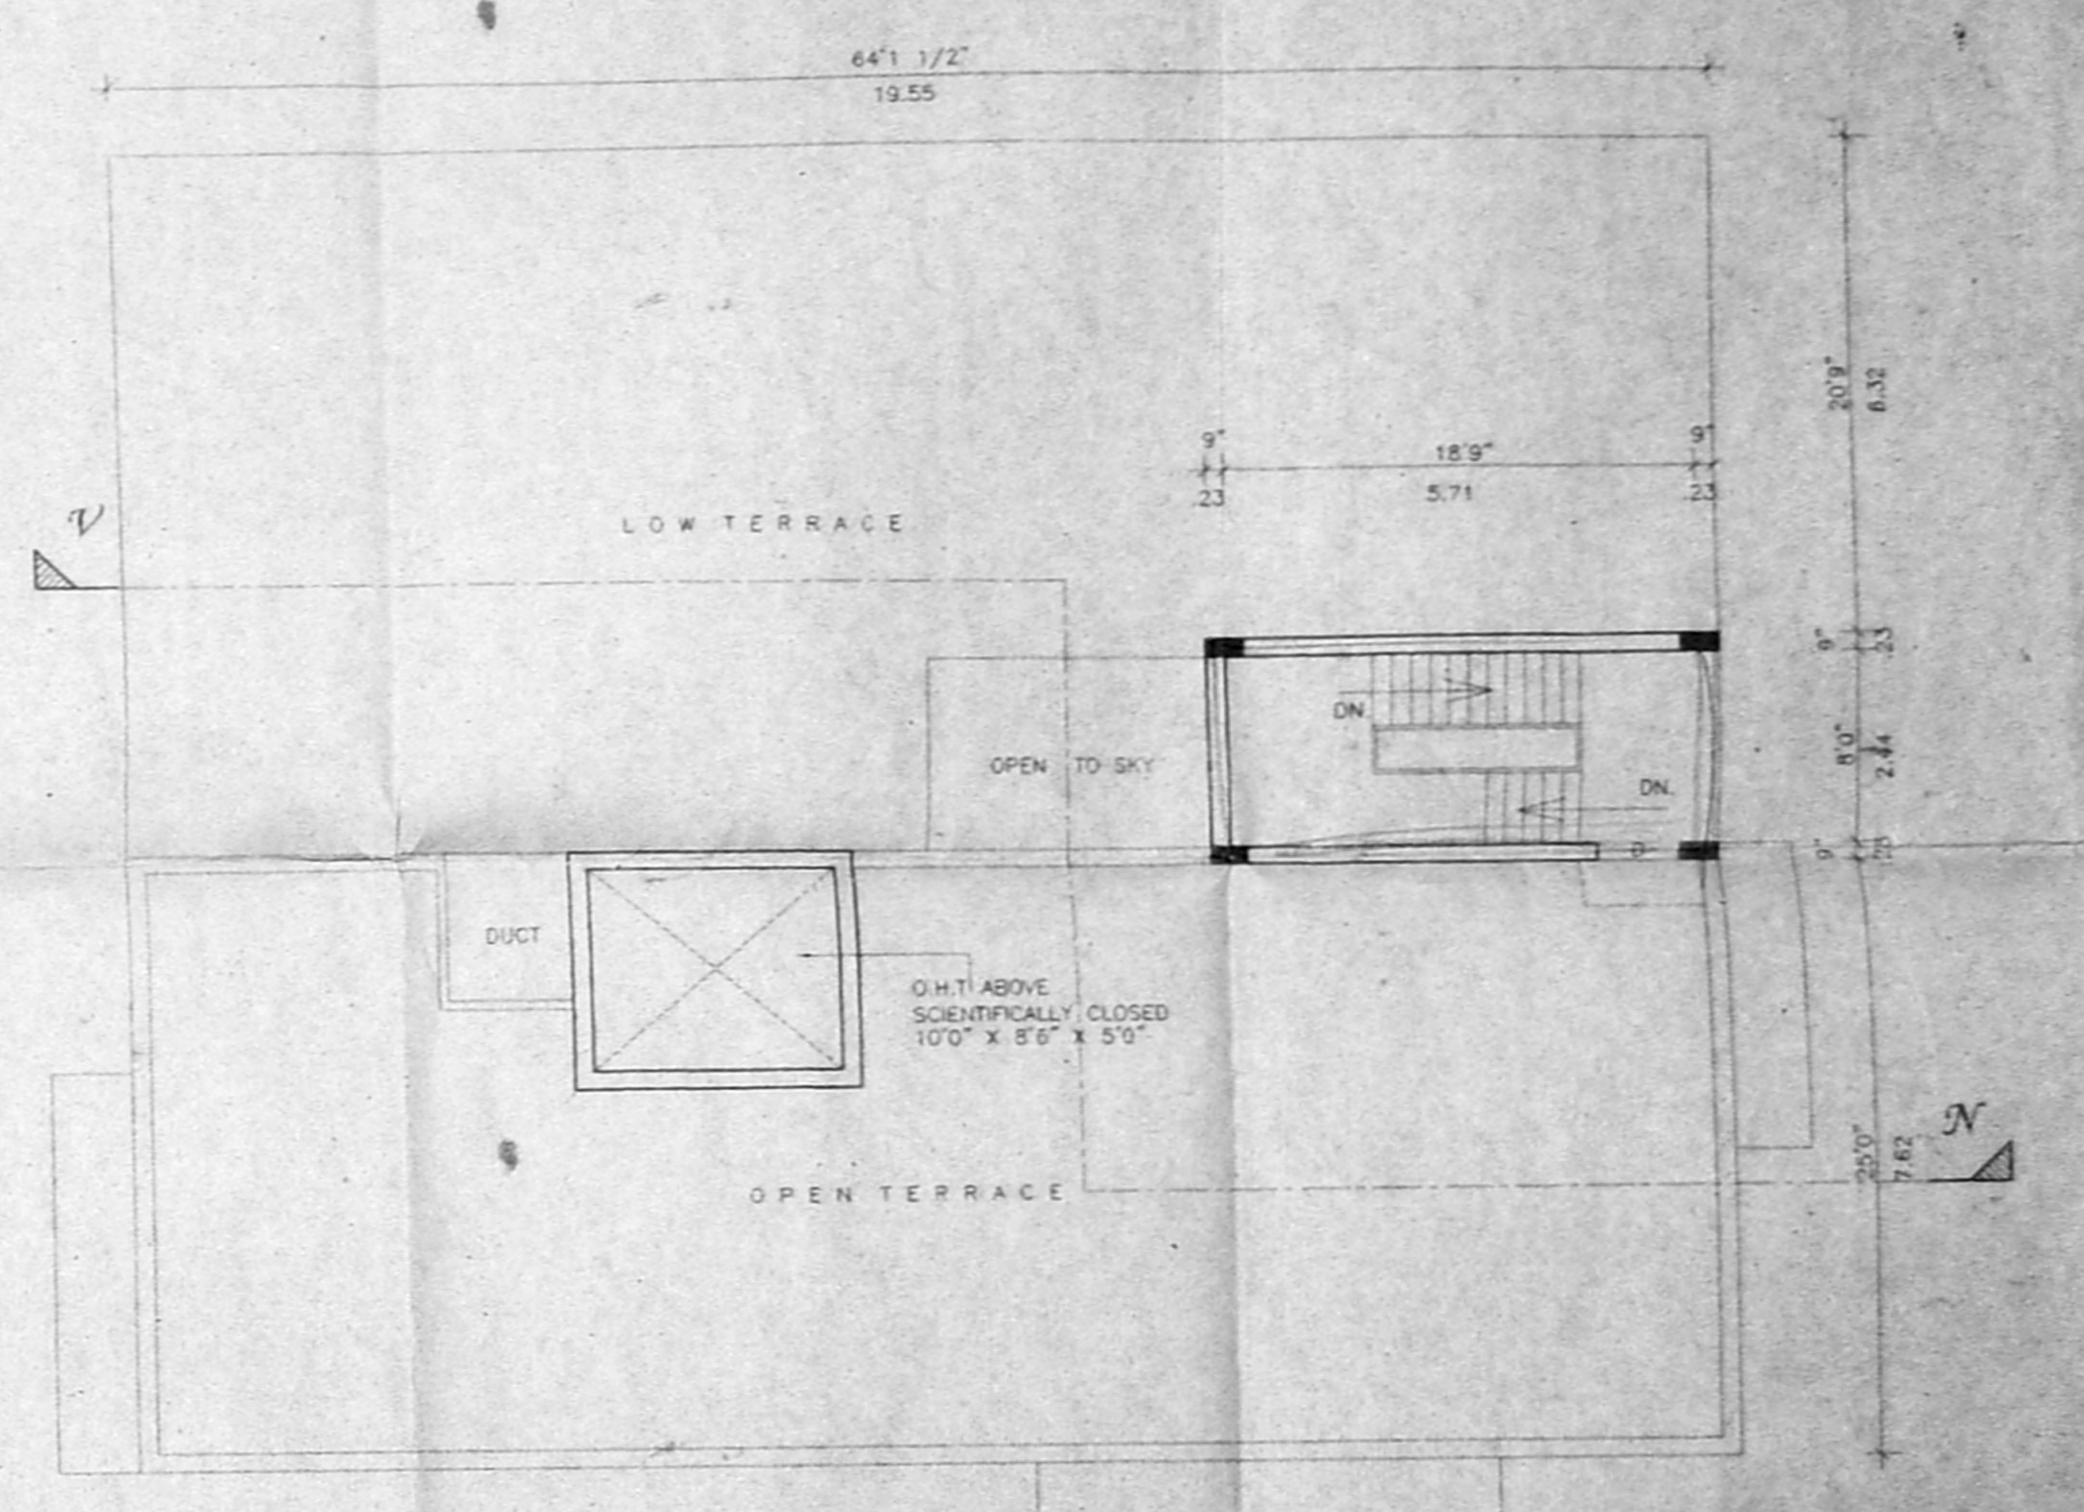 64'1 1/2"
19.55
20'9"
6.32
9" 18'9" 9"
.23 5.71 .23
V
LOW TERRACE
9"
.23
DN.
OPEN TO SKY
8'0"
2.44
DN.
9"
.23
D
DUCT
O.H.T ABOVE
SCIENTIFICALLY CLOSED
10'0" X 8'6" X 5'0"
N
25'0"
7.62
OPEN TERRACE